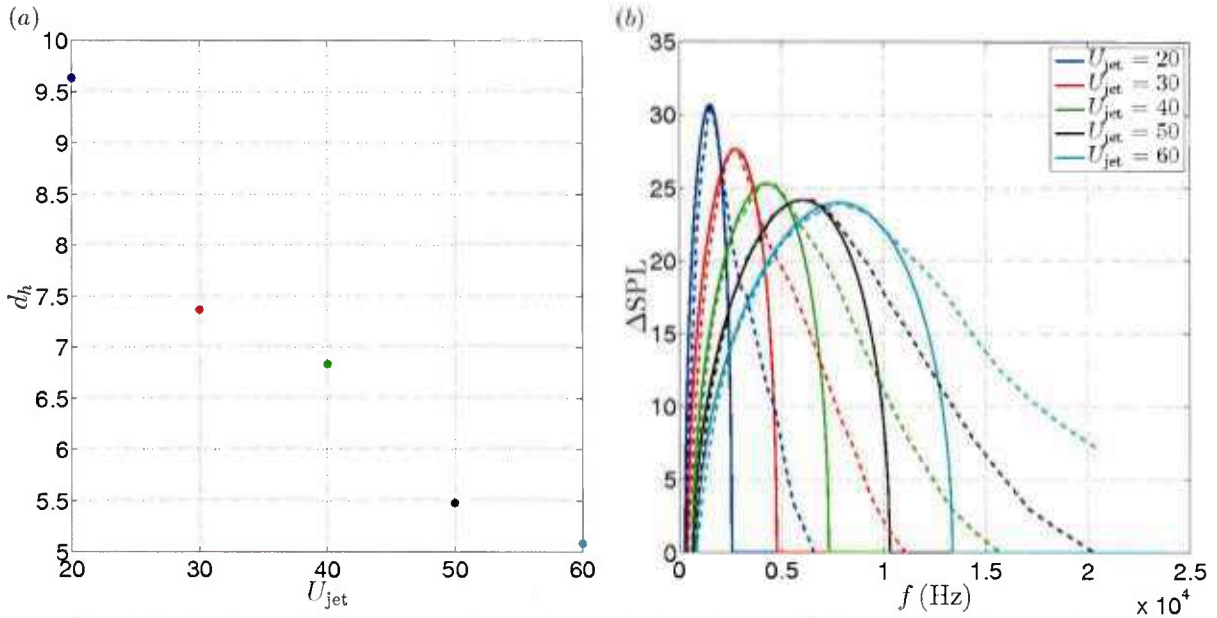 (a)
10
9.5
9
8.5
8
7.5
7
6.5
6
5.5
5
d_h
20
30
40
50
60
U_jet
(b)
35
30
25
20
15
10
5
0
ΔSPL
U_jet = 20
U_jet = 30
U_jet = 40
U_jet = 50
U_jet = 60
0
0.5
1
1.5
2
2.5
f (Hz)
x 10^4